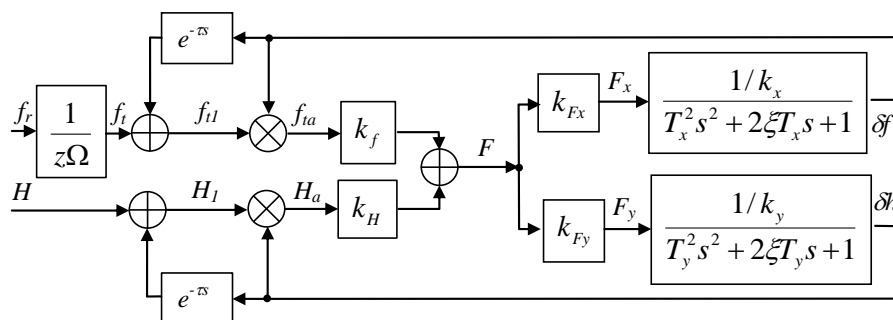 e^{-τs}
f_r
1
zΩ
f_t
f_{t1}
f_{ta}
k_f
F
k_{Fx}
F_x
1/k_x
T_x^2 s^2 + 2ξT_x s + 1
δf
H
H_1
H_a
k_H
k_{Fy}
F_y
1/k_y
T_y^2 s^2 + 2ξT_y s + 1
δh
e^{-τs}